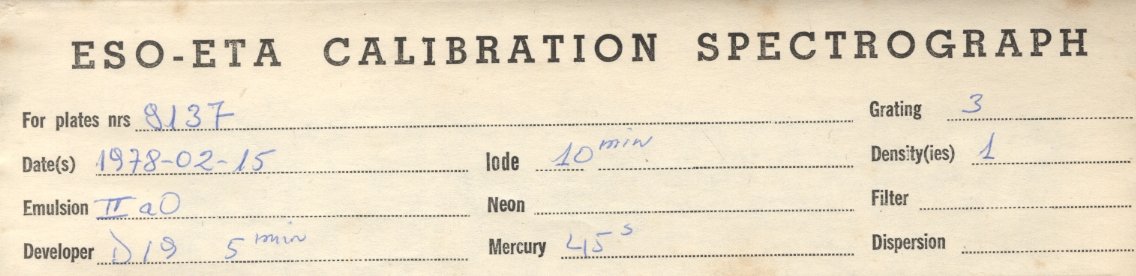 ESO-ETA CALIBRATION SPECTROGRAPH
For plates nrs 9137 Grating 3
Date(s) 1978-02-15 Iode 10 min Density(ies) 1
Emulsion IIaO Neon Filter
Developer D19 5 min Mercury 45 s Dispersion